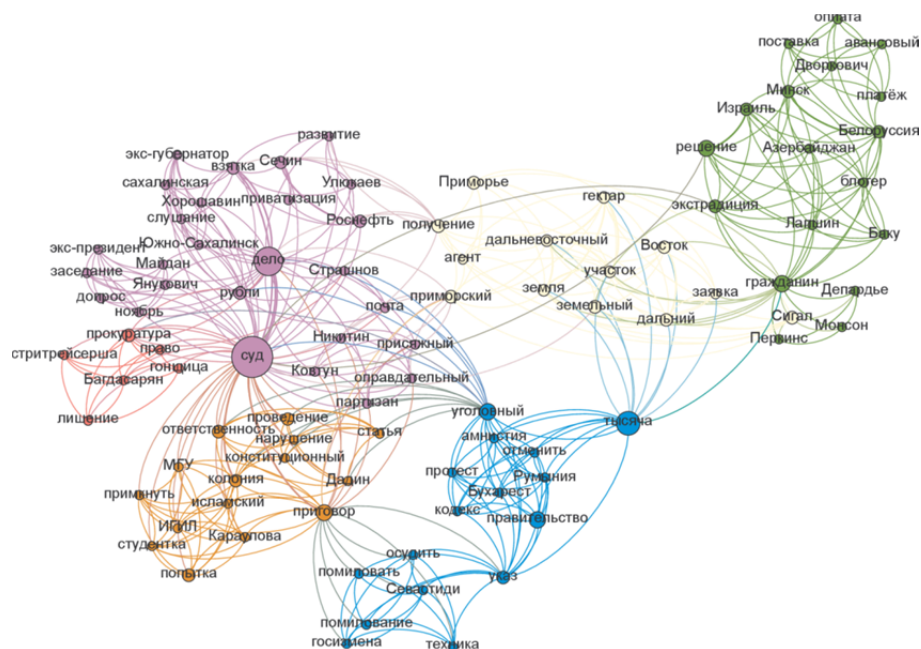 оплата
поставка
авансовый
Дворкович
Минск
платёж
Израиль
Белоруссия
решение
Азербайджан
блогер
экстрадиция
Лапшин
Баку
гражданин
Депардье
Сигал
Монсон
Перкинс
развитие
экс-губернатор
взятка
Сечин
сахалинская
Улюкаев
Хорошавин
приватизация
слушание
Роснефть
экс-президент
Южно-Сахалинск
Майдан
дело
заседание
Янукович
Страшнов
допрос
рубли
ноябрь
почта
прокуратура
Никитин
присяжный
стритрейсерша
право
суд
гонщица
Багдасарян
Ковтун
оправдательный
лишение
партизан
Приморье
гектар
получение
дальневосточный
Восток
агент
участок
приморский
земля
заявка
земельный
дальний
ответственность
проведение
нарушение
статья
МГУ
конституционный
колония
Дадин
примкнуть
исламский
приговор
ИГИЛ
студентка
Караулова
попытка
уголовный
тысяча
амнистия
отменить
протест
Румыния
Бухарест
кодекс
правительство
осудить
помиловать
указ
Севастиди
помилование
госизмена
техника